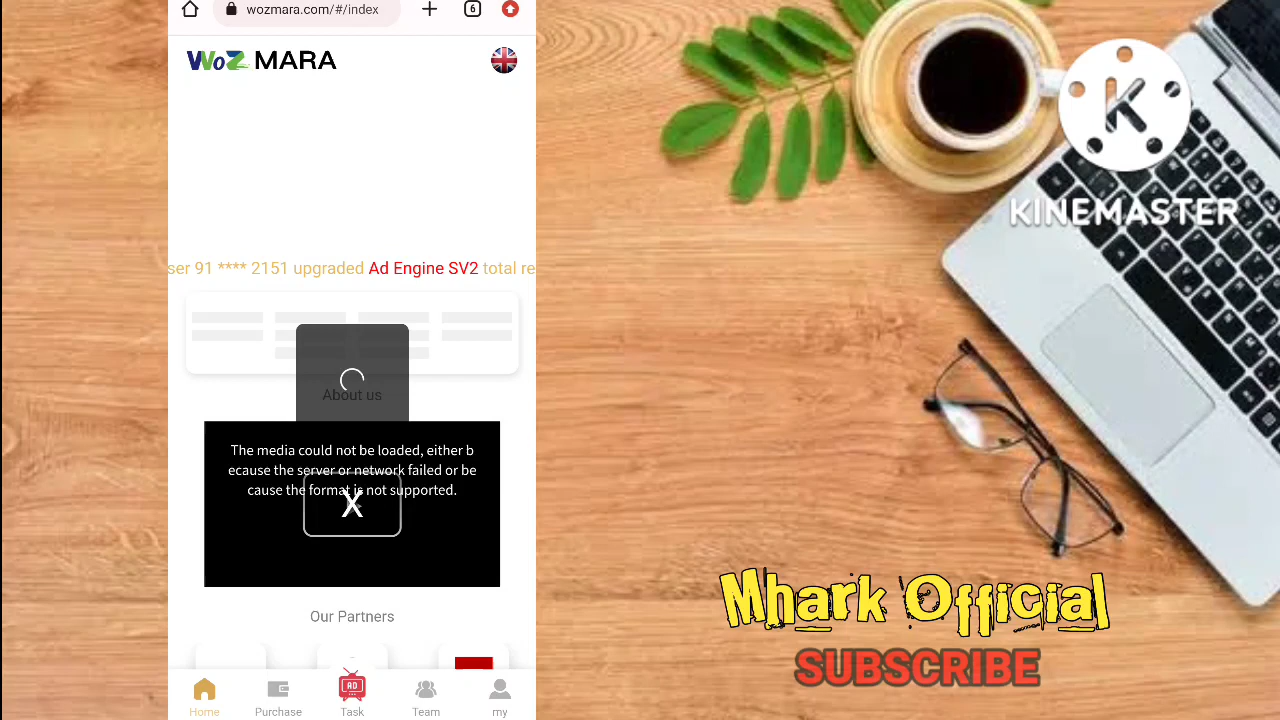 wozmara.com/#/index
6
WoZ MARA
ser 91 **** 2151 upgraded Ad Engine SV2 total re
About us
The media could not be loaded, either b
ecause the server or network failed or be
cause the format is not supported.
X
Our Partners
AD
Home
Purchase
Task
Team
my
K
KINEMASTER
Mhark Official
SUBSCRIBE